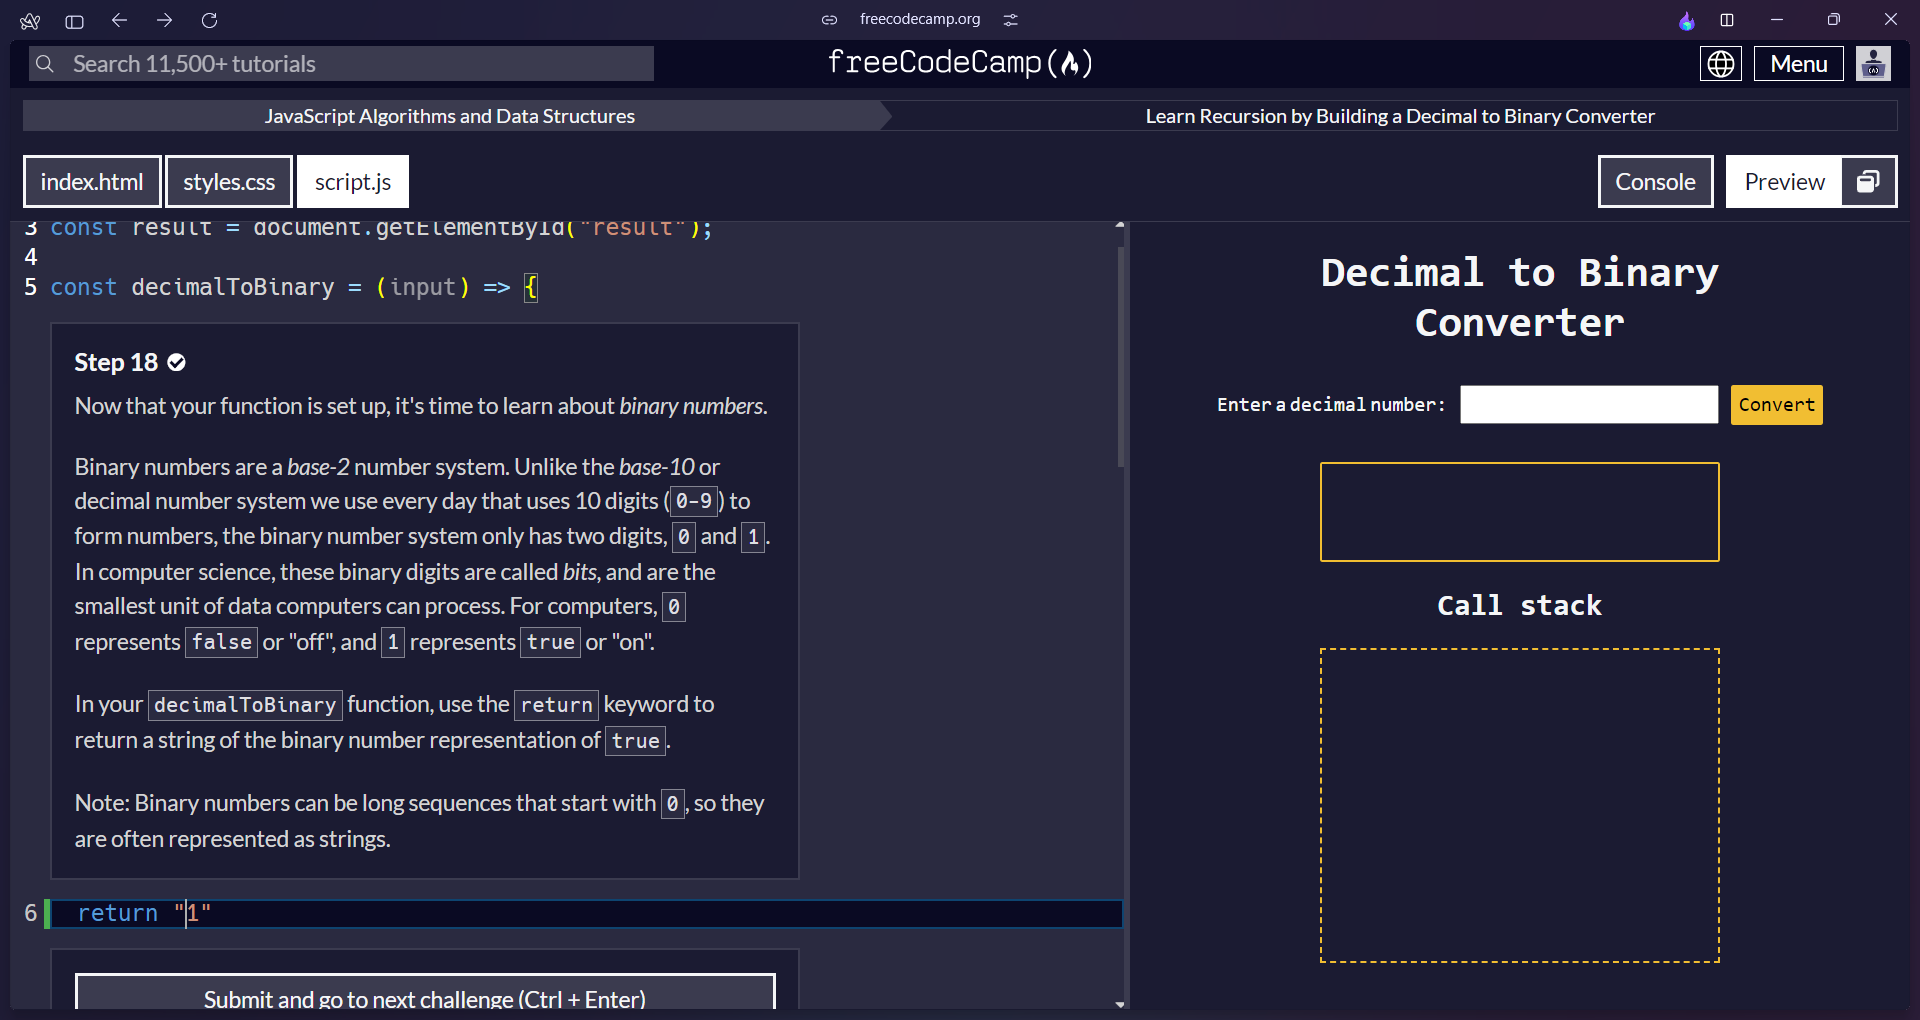 freecodecamp.org
Search 11,500+ tutorials
freeCodeCamp
Menu
JavaScript Algorithms and Data Structures
Learn Recursion by Building a Decimal to Binary Converter
index.html
styles.css
script.js
Console
Preview
3 const result = document.getElementById("result");
4
5 const decimalToBinary = (input) => {
Step 18
Now that your function is set up, it's time to learn about binary numbers.
Binary numbers are a base-2 number system. Unlike the base-10 or
decimal number system we use every day that uses 10 digits (0-9) to
form numbers, the binary number system only has two digits, 0 and 1.
In computer science, these binary digits are called bits, and are the
smallest unit of data computers can process. For computers, 0
represents false or "off", and 1 represents true or "on".
In your decimalToBinary function, use the return keyword to
return a string of the binary number representation of true.
Note: Binary numbers can be long sequences that start with 0, so they
are often represented as strings.
6 return "1"
Submit and go to next challenge (Ctrl + Enter)
Decimal to Binary
Converter
Enter a decimal number:
Convert
Call stack